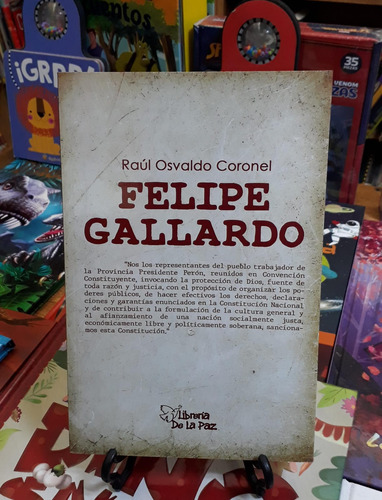 ¡GRRR!
35
VENOM
Raúl Osvaldo Coronel
FELIPE
GALLARDO
"Nos los representantes del pueblo trabajador de
la Provincia Presidente Perón, reunidos en Convención
Constituyente, invocando la protección de Dios, fuente de
toda razón y justicia, con el propósito de organizar los po-
deres públicos, de hacer efectivos los derechos, declara-
ciones y garantías enunciados en la Constitución Nacional
y de contribuir a la formulación de la cultura general y
al afianzamiento de una nación socialmente justa,
económicamente libre y políticamente soberana, sanciona-
mos esta Constitución."
Librería
De La Paz